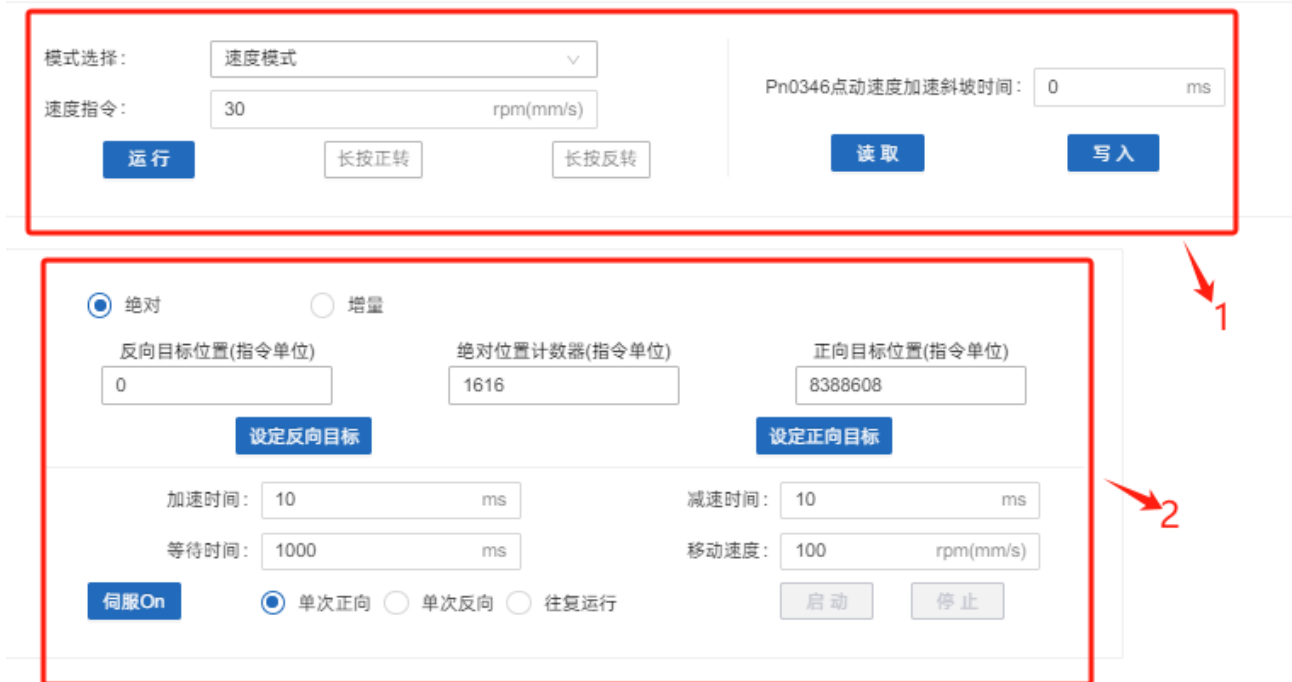 模式选择： 速度模式
Pn0346点动速度加速斜坡时间： 0 ms
速度指令： 30 rpm(mm/s)
运行 长按正转 长按反转 读取 写入
1
绝对 增量
反向目标位置(指令单位) 绝对位置计数器(指令单位) 正向目标位置(指令单位)
0 1616 8388608
设定反向目标 设定正向目标
加速时间： 10 ms 减速时间： 10 ms
2
等待时间： 1000 ms 移动速度： 100 rpm(mm/s)
伺服On 单次正向 单次反向 往复运行 启动 停止